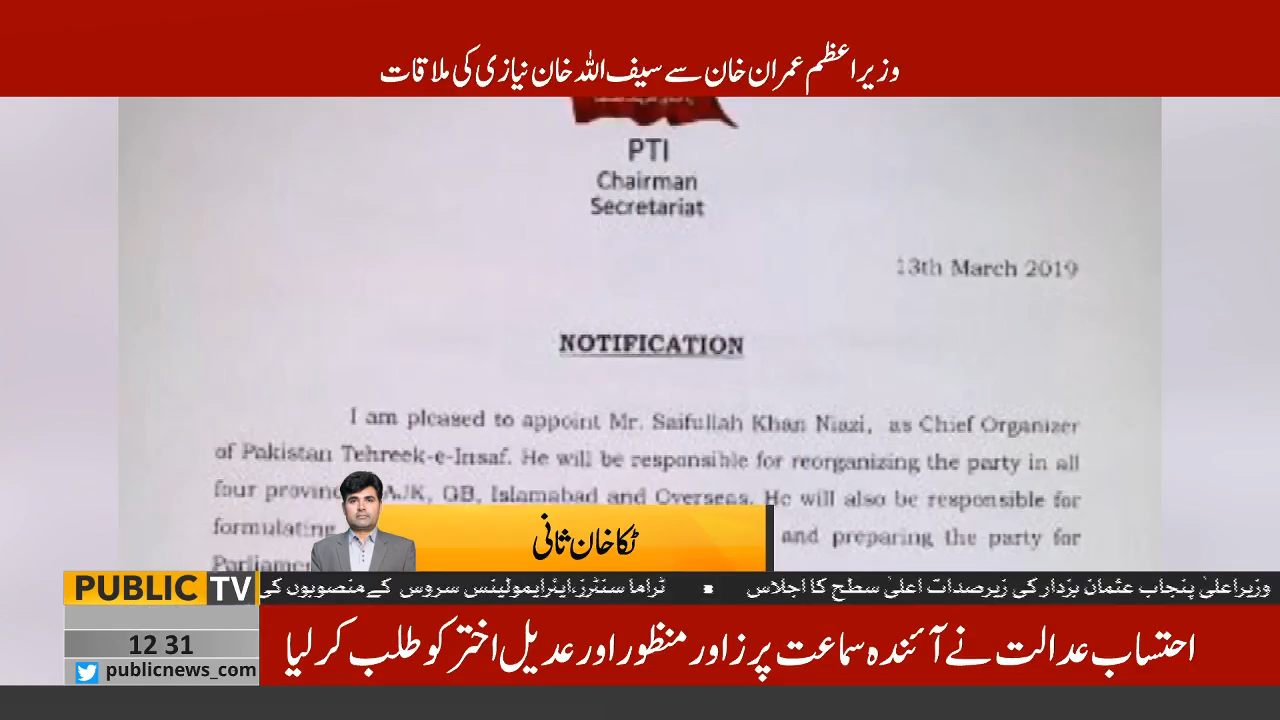 وزیراعظم عمران خان سے سیف اللہ خان نیازی کی ملاقات
PTI
Chairman
Secretariat
13th March 2019
NOTIFICATION
I am pleased to appoint Mr. Saifullah Khan Niazi, as Chief Organizer
of Pakistan Tehreek-e-Insaf. He will be responsible for reorganizing the party in all
four provin AJK, GB, Islamabad and Overseas. He will also be responsible for
formulating and preparing the party for
Parliame
ٹکا خان ثانی
PUBLIC TV
وزیراعلیٰ پنجاب عثمان بزدار کی زیرصدات اعلیٰ سطح کا اجلاس ■ ٹراما سنٹرز،ایئرایمبولینس سروس کے منصوبوں کی
12 31
احتساب عدالت نے آئندہ سماعت پر زاور منظور اور عدیل اختر کو طلب کرلیا
publicnews_com